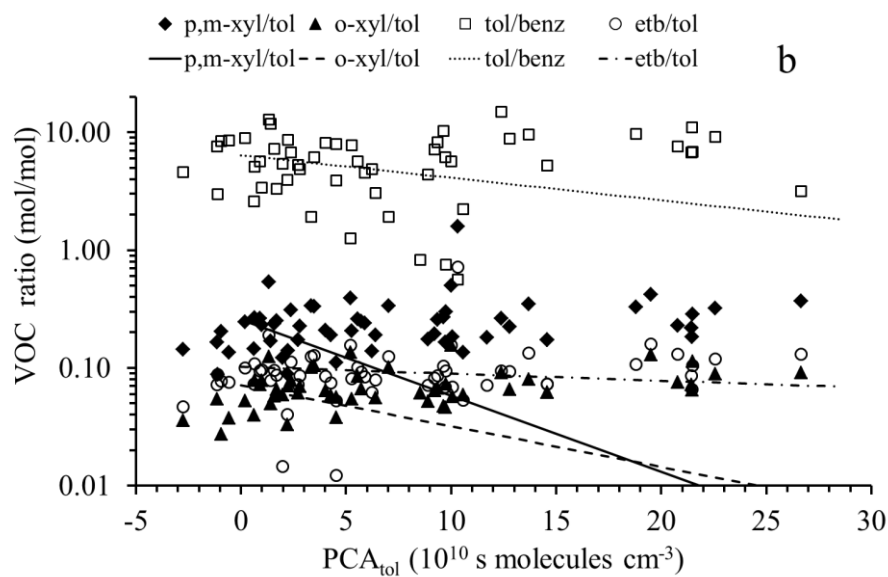 p,m-xyl/tol o-xyl/tol tol/benz etb/tol
p,m-xyl/tol o-xyl/tol tol/benz etb/tol
b
10.00
1.00
0.10
0.01
VOC ratio (mol/mol)
-5 0 5 10 15 20 25 30
PCAtol (10¹⁰ s molecules cm⁻³)